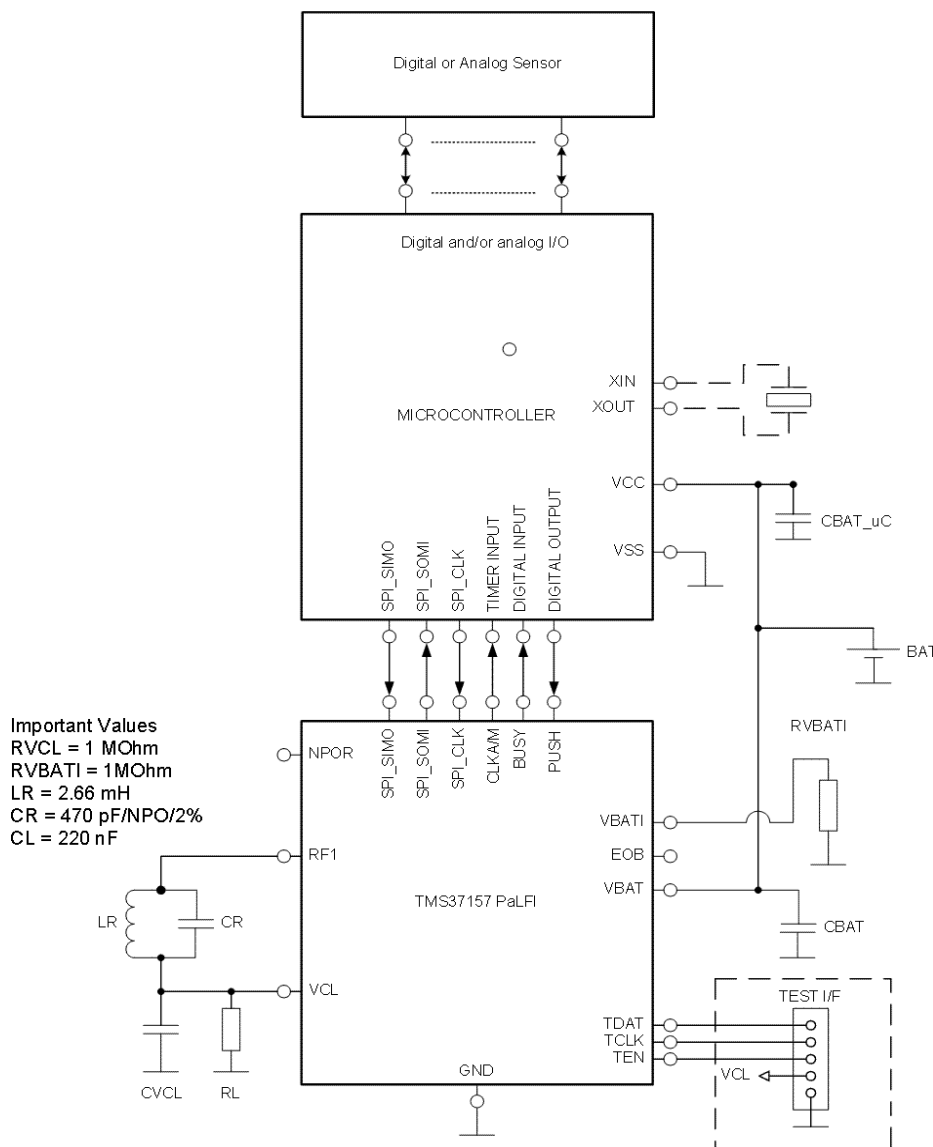 Digital or Analog Sensor
Digital and/or analog I/O
XIN
XOUT
MICROCONTROLLER
VCC
CBAT_uC
VSS
SPI_SIMO
SPI_SOMI
SPI_CLK
TIMER INPUT
DIGITAL INPUT
DIGITAL OUTPUT
BAT
Important Values
RVCL = 1 MOhm
RVBATI = 1MOhm
LR = 2.66 mH
CR = 470 pF/NPO/2%
CL = 220 nF
RVBATI
NPOR
SPI_SIMO
SPI_SOMI
SPI_CLK
CLKA/M
BUSY
PUSH
VBATI
RF1
EOB
VBAT
TMS37157 PaLFI
LR
CR
CBAT
VCL
TEST I/F
TDAT
TCLK
TEN
VCL
GND
CVCL
RL